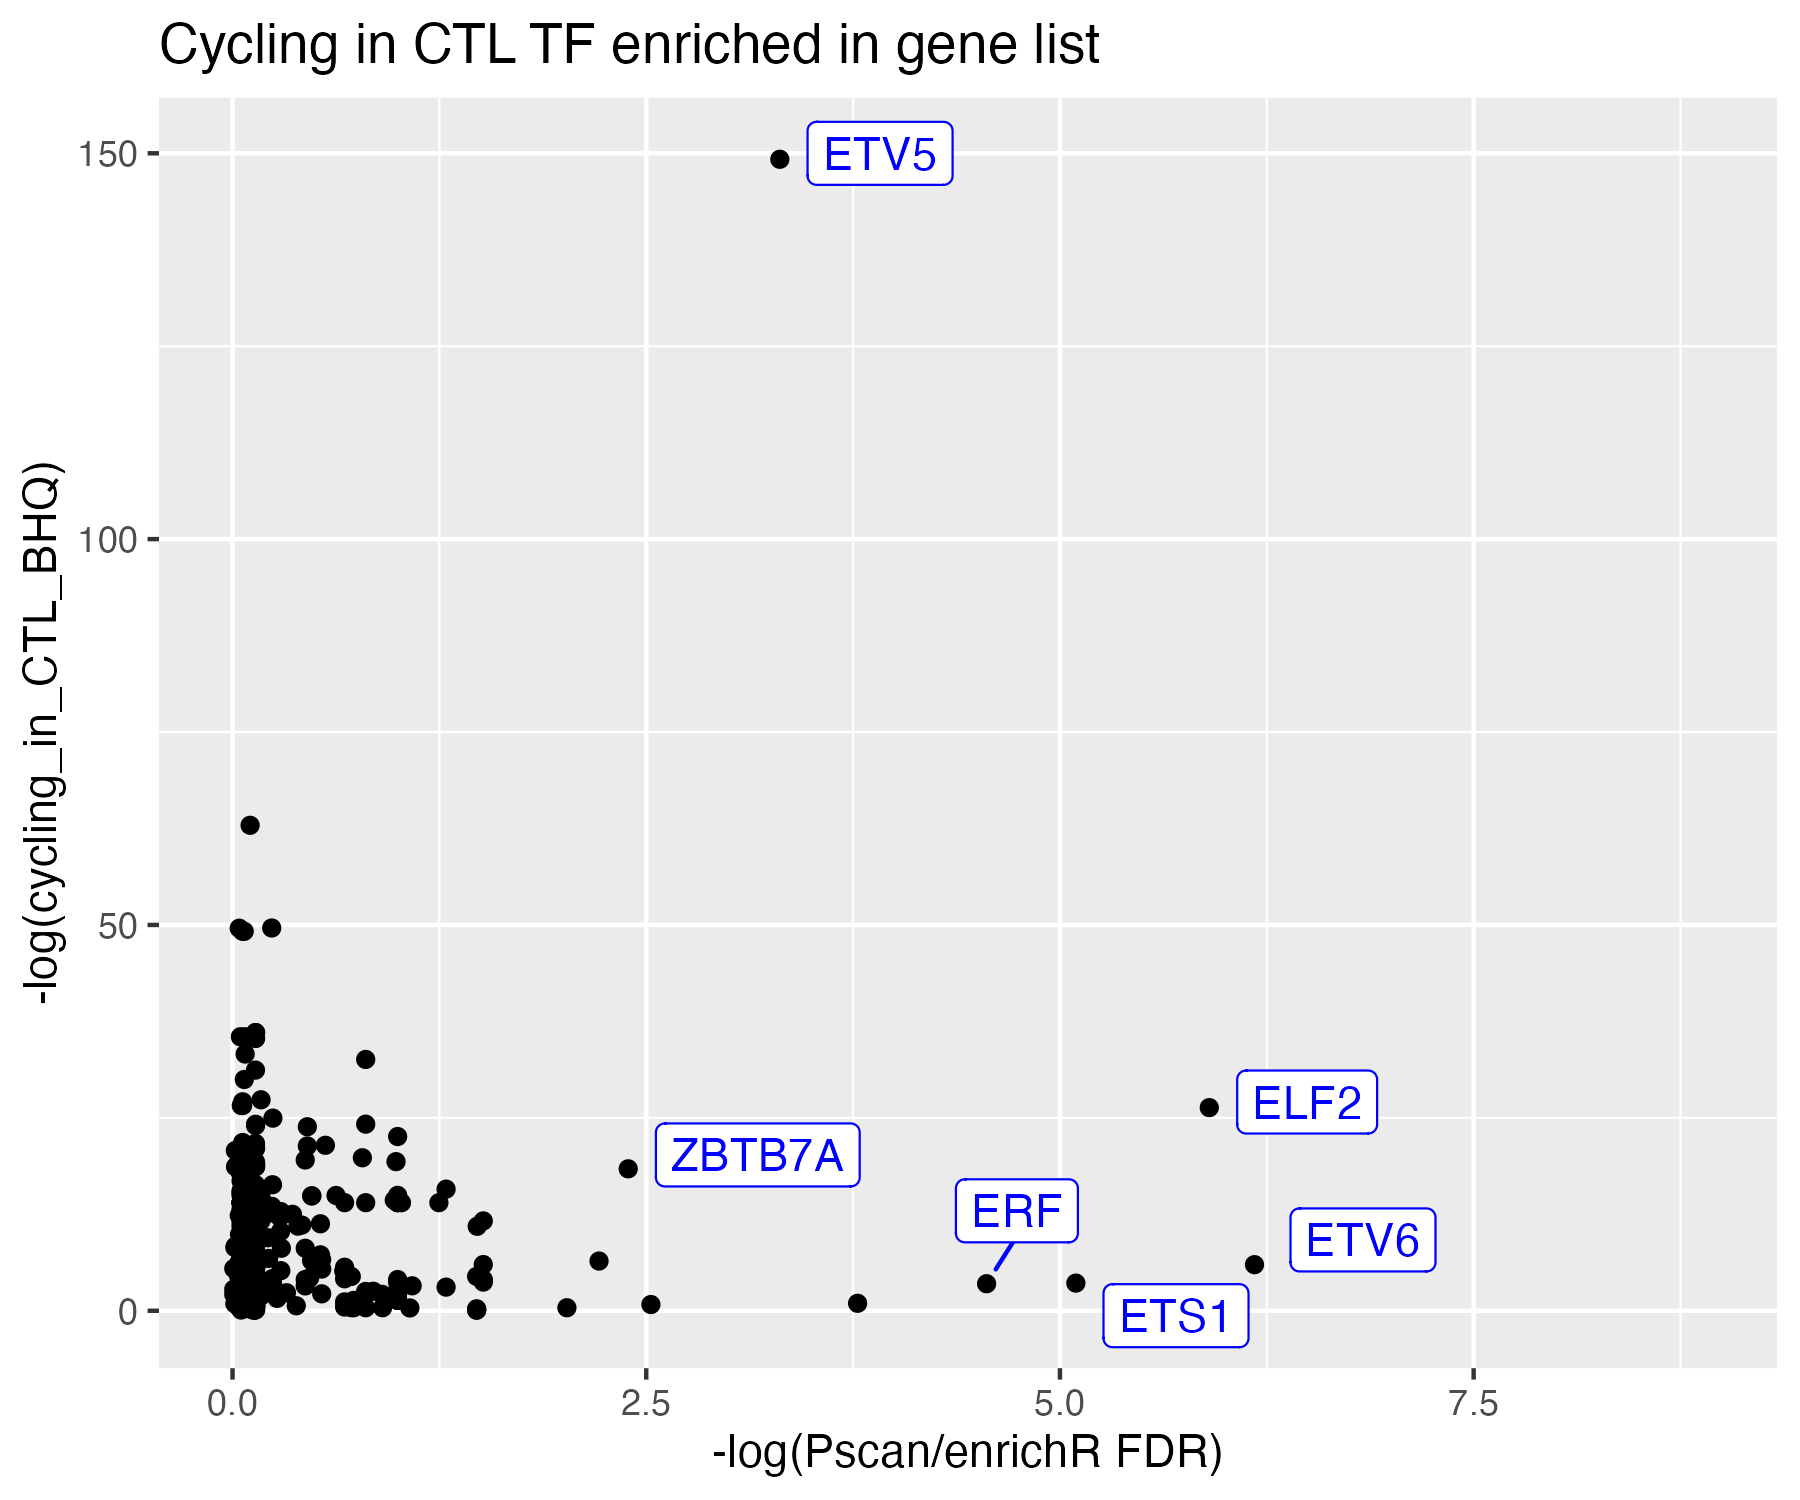 Cycling in CTL TF enriched in gene list
-log(cycling_in_CTL_BHQ)
150
100
50
0
ETV5
ELF2
ZBTB7A
ERF
ETV6
ETS1
0.0
2.5
5.0
7.5
-log(Pscan/enrichR FDR)